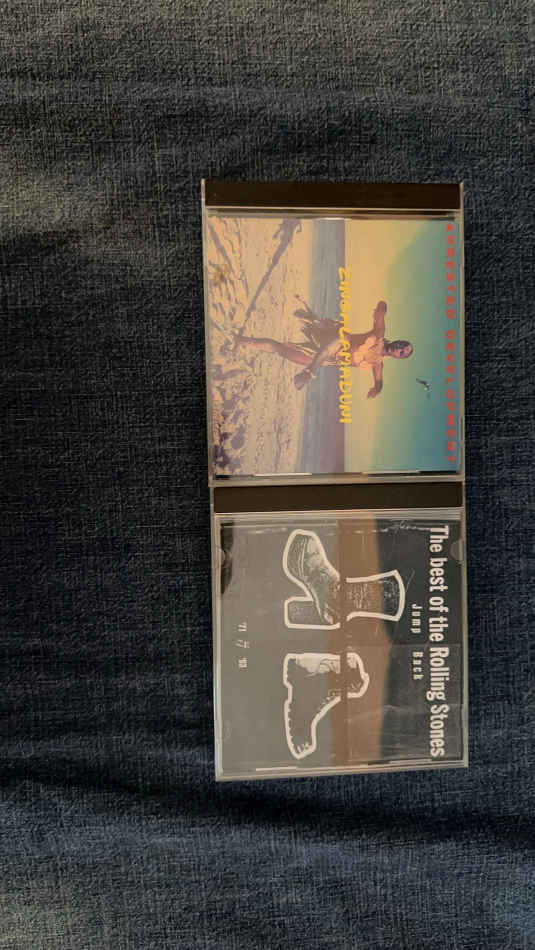 ARRESTED DEVELOPMENT
ZINGALAMADUNI
The best of the Rolling Stones
Jump Back
'71 - '93